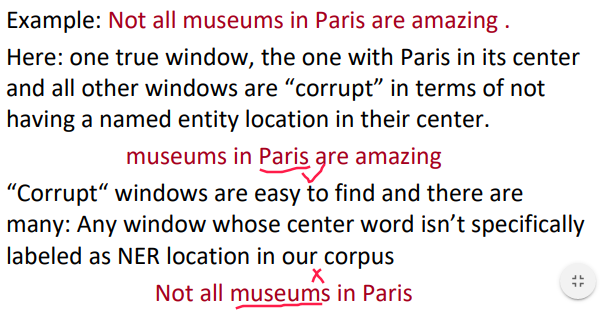 Example: Not all museums in Paris are amazing .
Here: one true window, the one with Paris in its center
and all other windows are “corrupt” in terms of not
having a named entity location in their center.
museums in Paris are amazing
“Corrupt“ windows are easy to find and there are
many: Any window whose center word isn’t specifically
labeled as NER location in our corpus
Not all museums in Paris